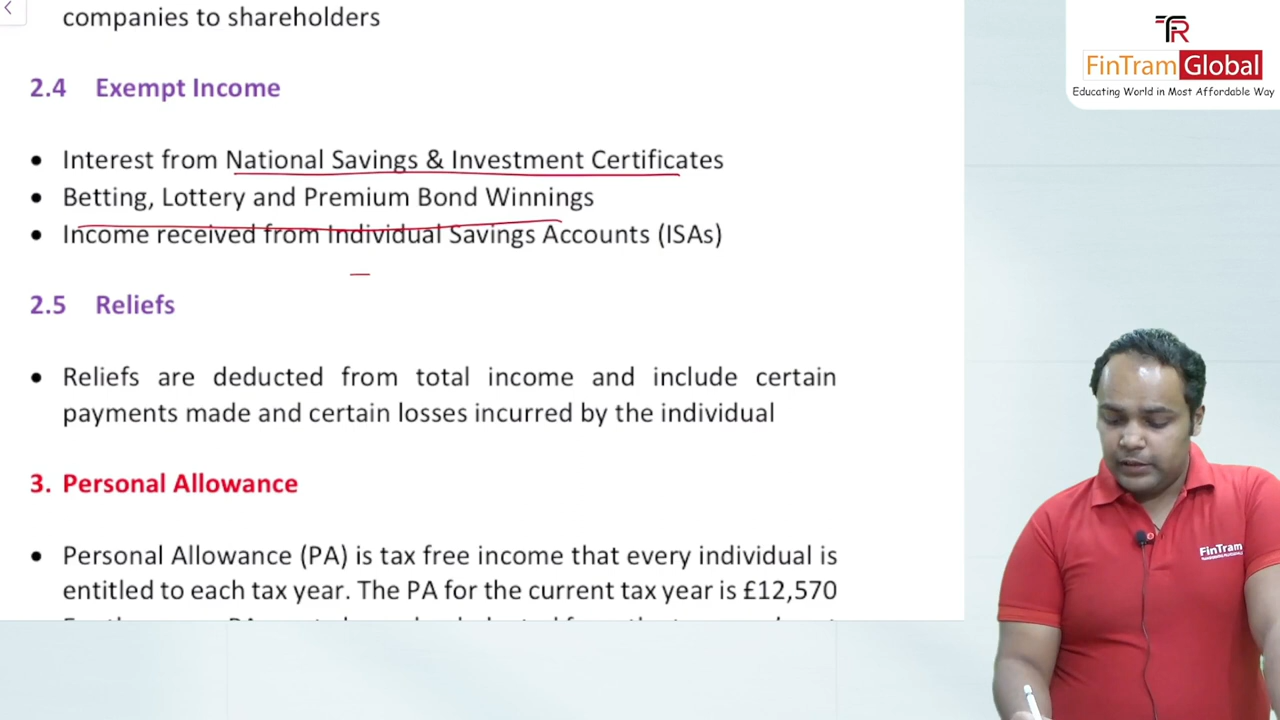 companies to shareholders
2.4 Exempt Income
• Interest from National Savings & Investment Certificates
• Betting, Lottery and Premium Bond Winnings
• Income received from Individual Savings Accounts (ISAs)
2.5 Reliefs
• Reliefs are deducted from total income and include certain
payments made and certain losses incurred by the individual
3. Personal Allowance
• Personal Allowance (PA) is tax free income that every individual is
entitled to each tax year. The PA for the current tax year is £12,570
FinTram Global
Educating World in Most Affordable Way
FinTram